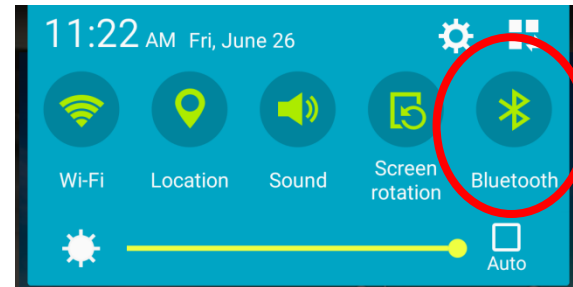 11:22 AM Fri, June 26
Wi-Fi Location Sound Screen rotation Bluetooth
Auto